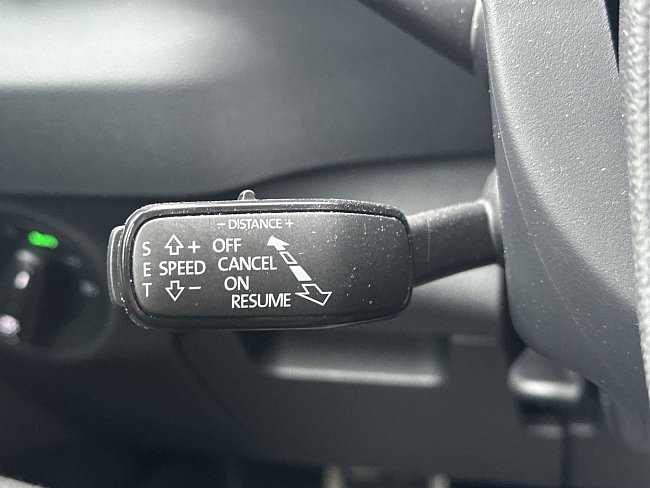 − DISTANCE +
S + OFF
E SPEED CANCEL
T − ON
RESUME